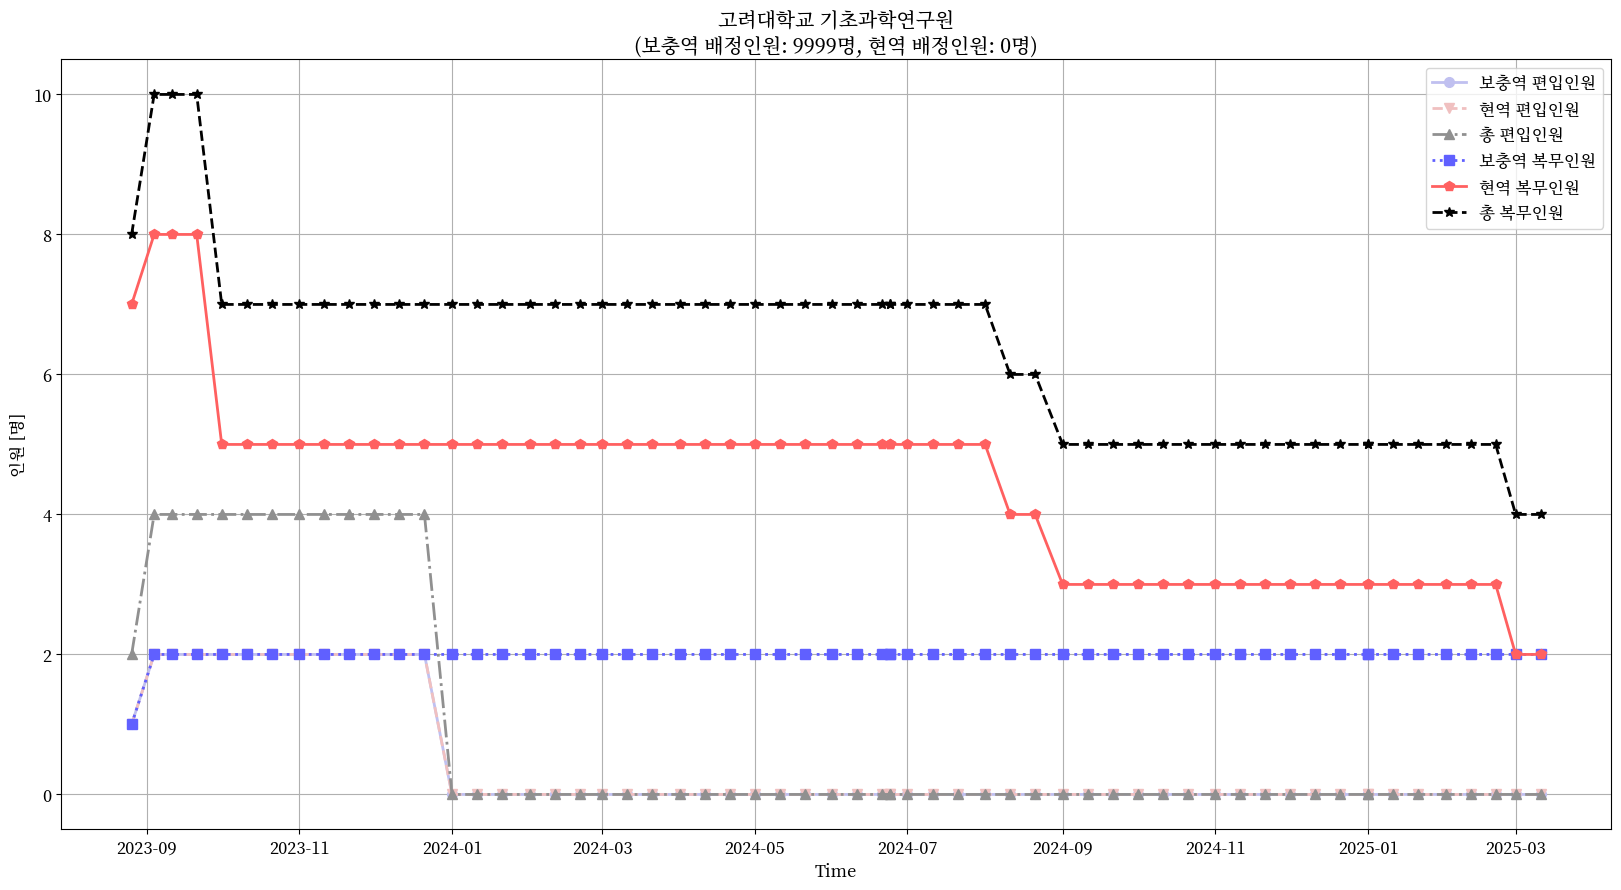 고려대학교 기초과학연구원
(보충역 배정인원: 9999명, 현역 배정인원: 0명)
보충역 편입인원
현역 편입인원
총 편입인원
보충역 복무인원
현역 복무인원
총 복무인원
인원 [명]
10
8
6
4
2
0
2023-09
2023-11
2024-01
2024-03
2024-05
2024-07
2024-09
2024-11
2025-01
2025-03
Time